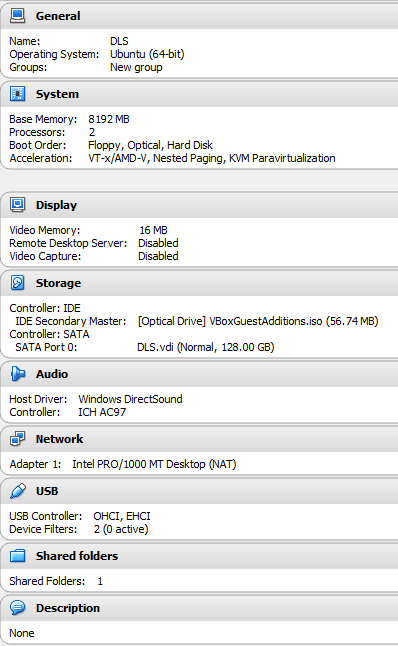 General
Name: DLS
Operating System: Ubuntu (64-bit)
Groups: New group
System
Base Memory: 8192 MB
Processors: 2
Boot Order: Floppy, Optical, Hard Disk
Acceleration: VT-x/AMD-V, Nested Paging, KVM Paravirtualization
Display
Video Memory: 16 MB
Remote Desktop Server: Disabled
Video Capture: Disabled
Storage
Controller: IDE
IDE Secondary Master: [Optical Drive] VBoxGuestAdditions.iso (56.74 MB)
Controller: SATA
SATA Port 0: DLS.vdi (Normal, 128.00 GB)
Audio
Host Driver: Windows DirectSound
Controller: ICH AC97
Network
Adapter 1: Intel PRO/1000 MT Desktop (NAT)
USB
USB Controller: OHCI, EHCI
Device Filters: 2 (0 active)
Shared folders
Shared Folders: 1
Description
None